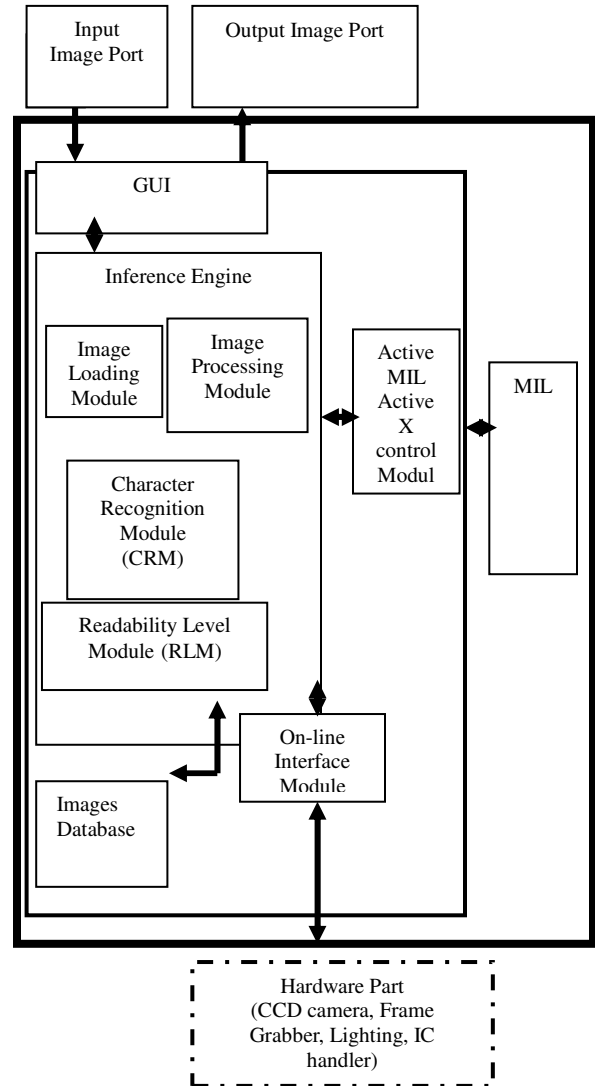 Input
Image Port
Output Image Port
GUI
Inference Engine
Image
Loading
Module
Image
Processing
Module
Active
MIL
Active
X
control
Modul
MIL
Character
Recognition
Module
(CRM)
Readability Level
Module (RLM)
On-line
Interface
Module
Images
Database
Hardware Part
(CCD camera, Frame
Grabber, Lighting, IC
handler)